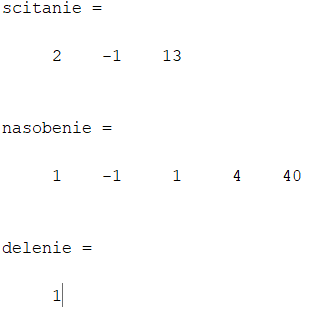 scitanie =
2 -1 13
nasobenie =
1 -1 1 4 40
delenie =
1